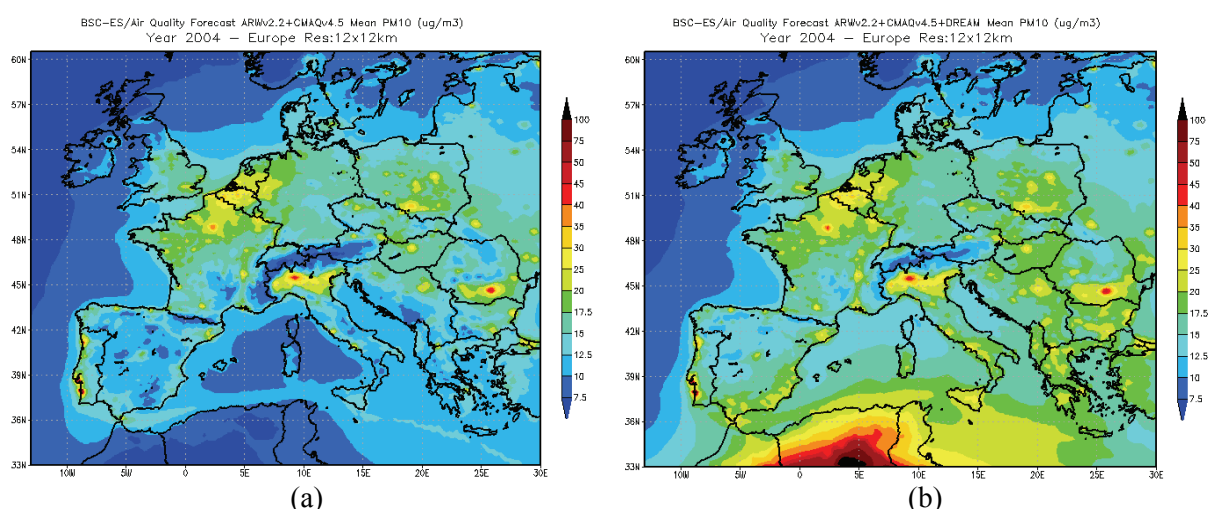 BSC-ES/Air Quality Forecast ARWv2.2+CMAQv4.5 Mean PM10 (ug/m3)
Year 2004 – Europe Res:12x12km
60N
57N
54N
51N
48N
45N
42N
39N
36N
33N
10W
5W
0
5E
10E
15E
20E
25E
30E
100
50
45
40
35
30
25
20
17.5
15
12.5
10
7.5
(a)
BSC-ES/Air Quality Forecast ARWv2.2+CMAQv4.5+DREAM Mean PM10 (ug/m3)
Year 2004 – Europe Res:12x12km
60N
57N
54N
51N
48N
45N
42N
39N
36N
33N
10W
5W
0
5E
10E
15E
20E
25E
30E
100
50
45
40
35
30
25
20
17.5
15
12.5
10
7.5
(b)